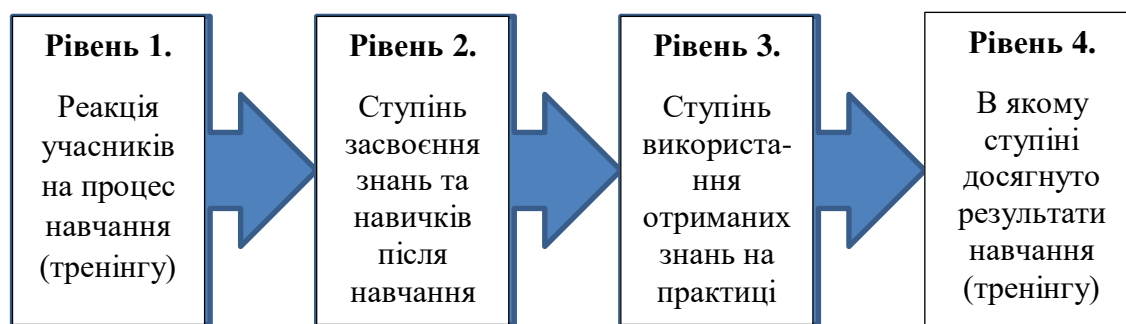 Рівень 1.
Реакція
учасників
на процес
навчання
(тренінгу)
Рівень 2.
Ступінь
засвоєння
знань та
навичків
після
навчання
Рівень 3.
Ступінь
використа-
ння
отриманих
знань на
практиці
Рівень 4.
В якому
ступіні
досягнуто
результати
навчання
(тренінгу)